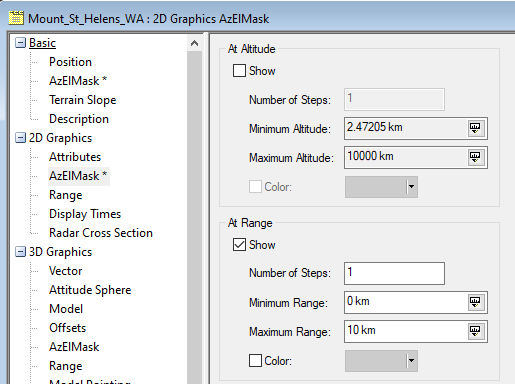 Mount_St_Helens_WA : 2D Graphics AzElMask
Basic
Position
AzElMask *
Terrain Slope
Description
2D Graphics
Attributes
AzElMask *
Range
Display Times
Radar Cross Section
3D Graphics
Vector
Attitude Sphere
Model
Offsets
AzElMask
Range
Model Pointing
At Altitude
Show
Number of Steps: 1
Minimum Altitude: 2.47205 km
Maximum Altitude: 10000 km
Color:
At Range
Show
Number of Steps: 1
Minimum Range: 0 km
Maximum Range: 10 km
Color: